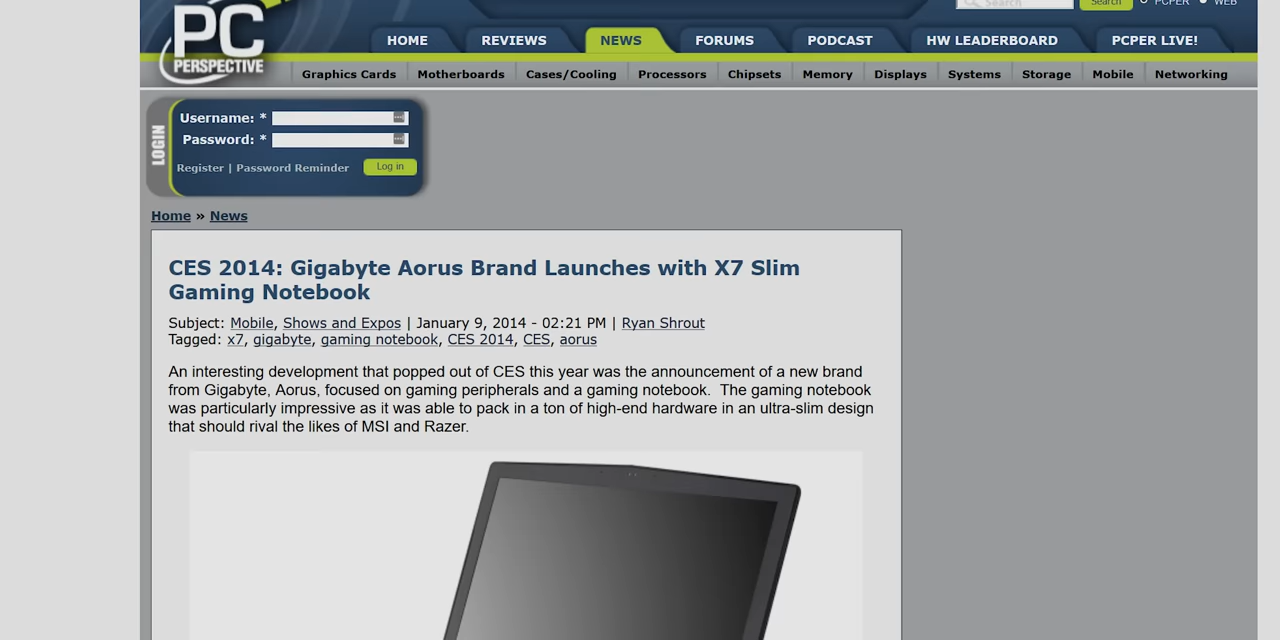 Search
Search
PCPER
WEB
PC
PERSPECTIVE
HOME
REVIEWS
NEWS
FORUMS
PODCAST
HW LEADERBOARD
PCPER LIVE!
Graphics Cards
Motherboards
Cases/Cooling
Processors
Chipsets
Memory
Displays
Systems
Storage
Mobile
Networking
LOGIN
Username: *
Password: *
Register | Password Reminder
Log in
Home » News
CES 2014: Gigabyte Aorus Brand Launches with X7 Slim
Gaming Notebook
Subject: Mobile, Shows and Expos | January 9, 2014 - 02:21 PM | Ryan Shrout
Tagged: x7, gigabyte, gaming notebook, CES 2014, CES, aorus
An interesting development that popped out of CES this year was the announcement of a new brand
from Gigabyte, Aorus, focused on gaming peripherals and a gaming notebook.  The gaming notebook
was particularly impressive as it was able to pack in a ton of high-end hardware in an ultra-slim design
that should rival the likes of MSI and Razer.